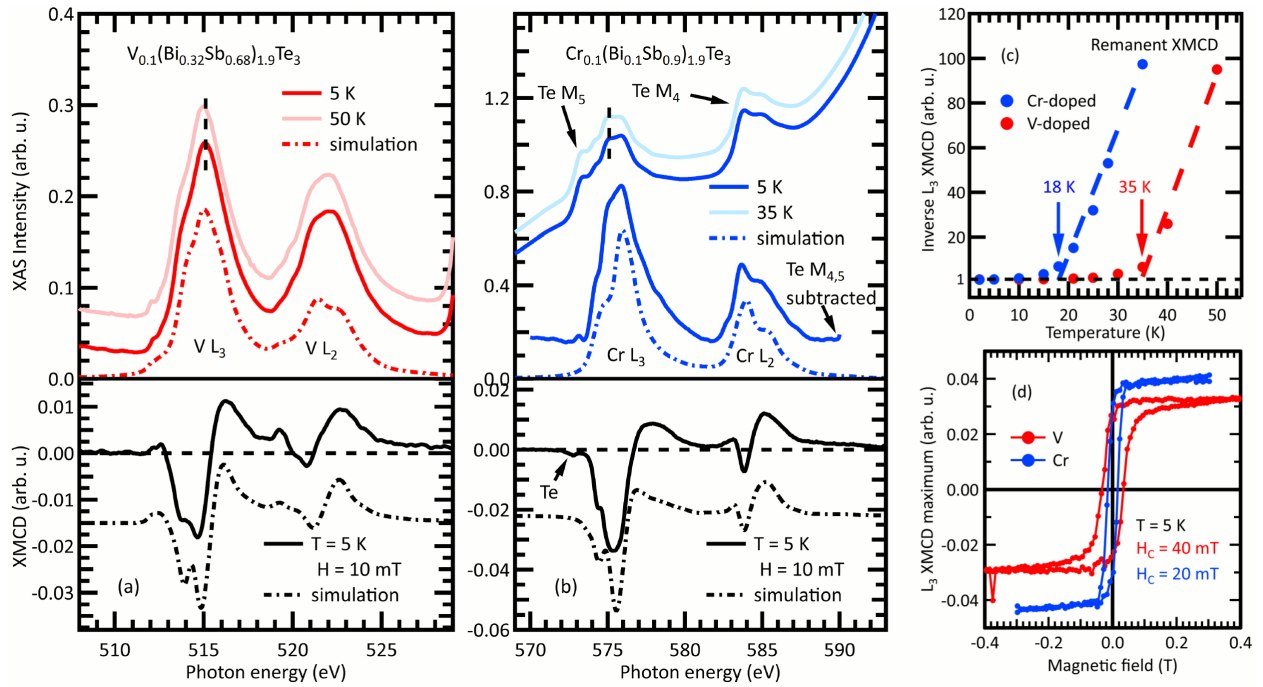 XAS Intensity (arb. u.)
0.4
0.3
0.2
0.1
0.0
V0.1(Bi0.32Sb0.68)1.9Te3
5 K
50 K
simulation
V L3
V L2
XMCD (arb. u.)
0.01
0.00
-0.01
-0.02
-0.03
T = 5 K
H = 10 mT
simulation
(a)
510 515 520 525
Photon energy (eV)
1.2
0.8
0.4
0.0
Cr0.1(Bi0.1Sb0.9)1.9Te3
Te M5
Te M4
5 K
35 K
simulation
Te M4,5
subtracted
Cr L3
Cr L2
0.02
0.00
-0.02
-0.04
-0.06
Te
T = 5 K
H = 10 mT
simulation
(b)
570 575 580 585 590
Photon energy (eV)
Inverse L3 XMCD (arb. u.)
120
100
80
60
40
20
1
(c)
Remanent XMCD
Cr-doped
V-doped
18 K
35 K
0 10 20 30 40 50
Temperature (K)
L3 XMCD maximum (arb. u.)
0.04
0.02
0.00
-0.02
-0.04
(d)
V
Cr
T = 5 K
HC = 40 mT
HC = 20 mT
-0.4 -0.2 0.0 0.2 0.4
Magnetic field (T)